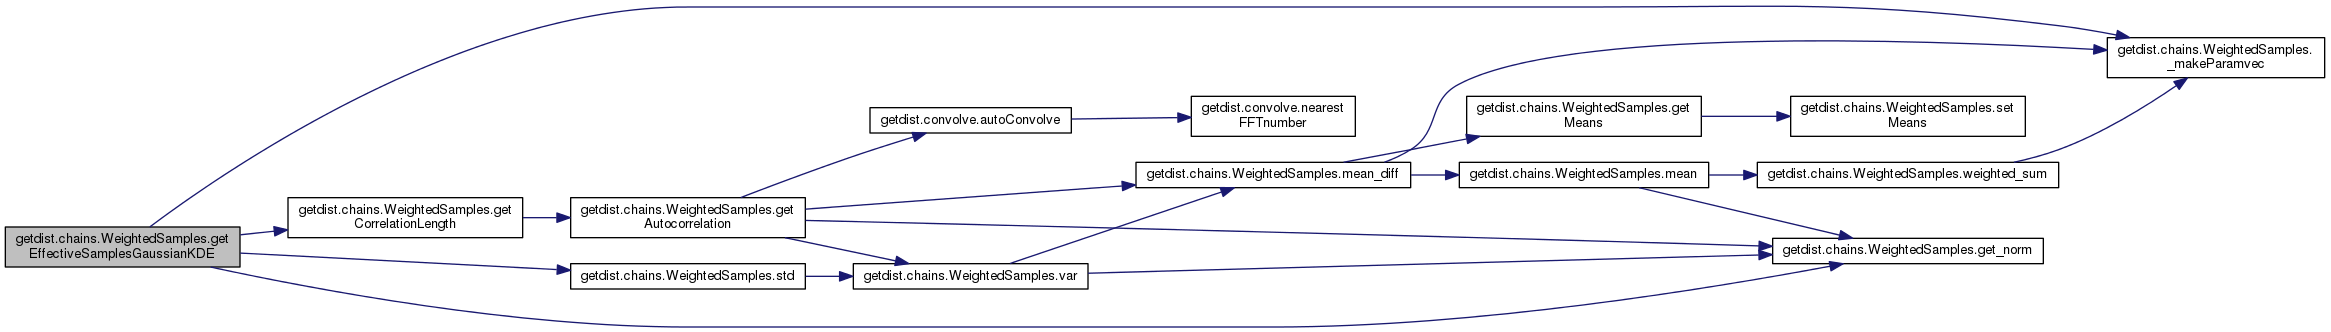 getdist.chains.WeightedSamples.get
EffectiveSamplesGaussianKDE
getdist.chains.WeightedSamples.get
CorrelationLength
getdist.chains.WeightedSamples.get
Autocorrelation
getdist.chains.WeightedSamples.std
getdist.convolve.autoConvolve
getdist.chains.WeightedSamples.var
getdist.convolve.nearest
FFTnumber
getdist.chains.WeightedSamples.mean_diff
getdist.chains.WeightedSamples.get
Means
getdist.chains.WeightedSamples.mean
getdist.chains.WeightedSamples.set
Means
getdist.chains.WeightedSamples.weighted_sum
getdist.chains.WeightedSamples.get_norm
getdist.chains.WeightedSamples.
_makeParamvec